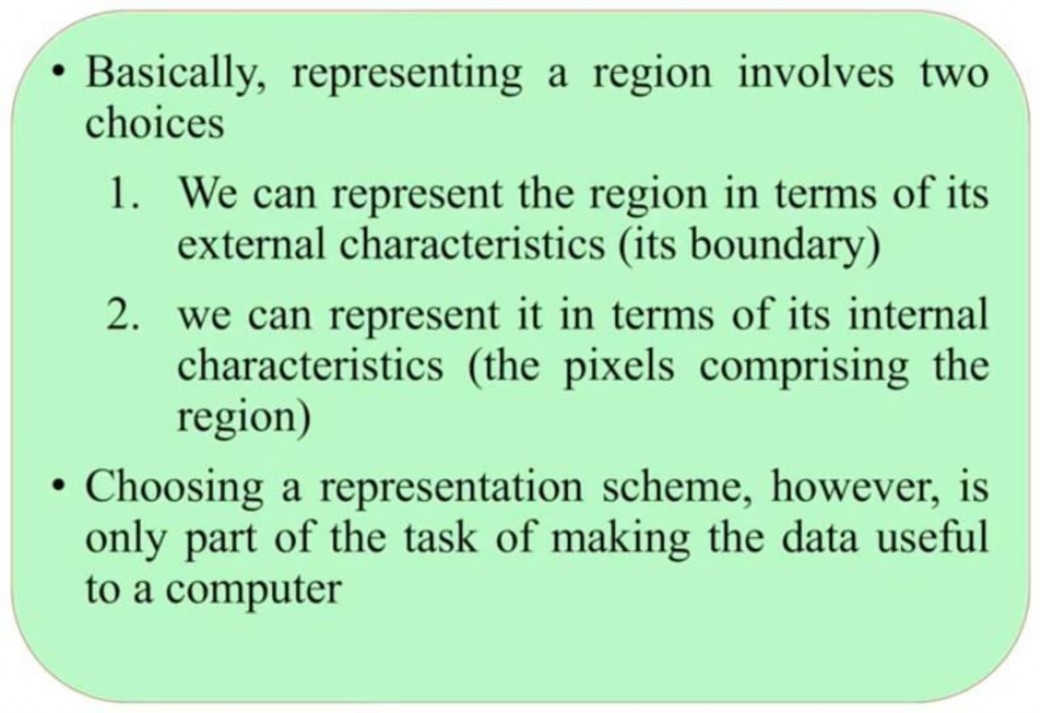 • Basically, representing a region involves two
choices
1. We can represent the region in terms of its
external characteristics (its boundary)
2. we can represent it in terms of its internal
characteristics (the pixels comprising the
region)
• Choosing a representation scheme, however, is
only part of the task of making the data useful
to a computer